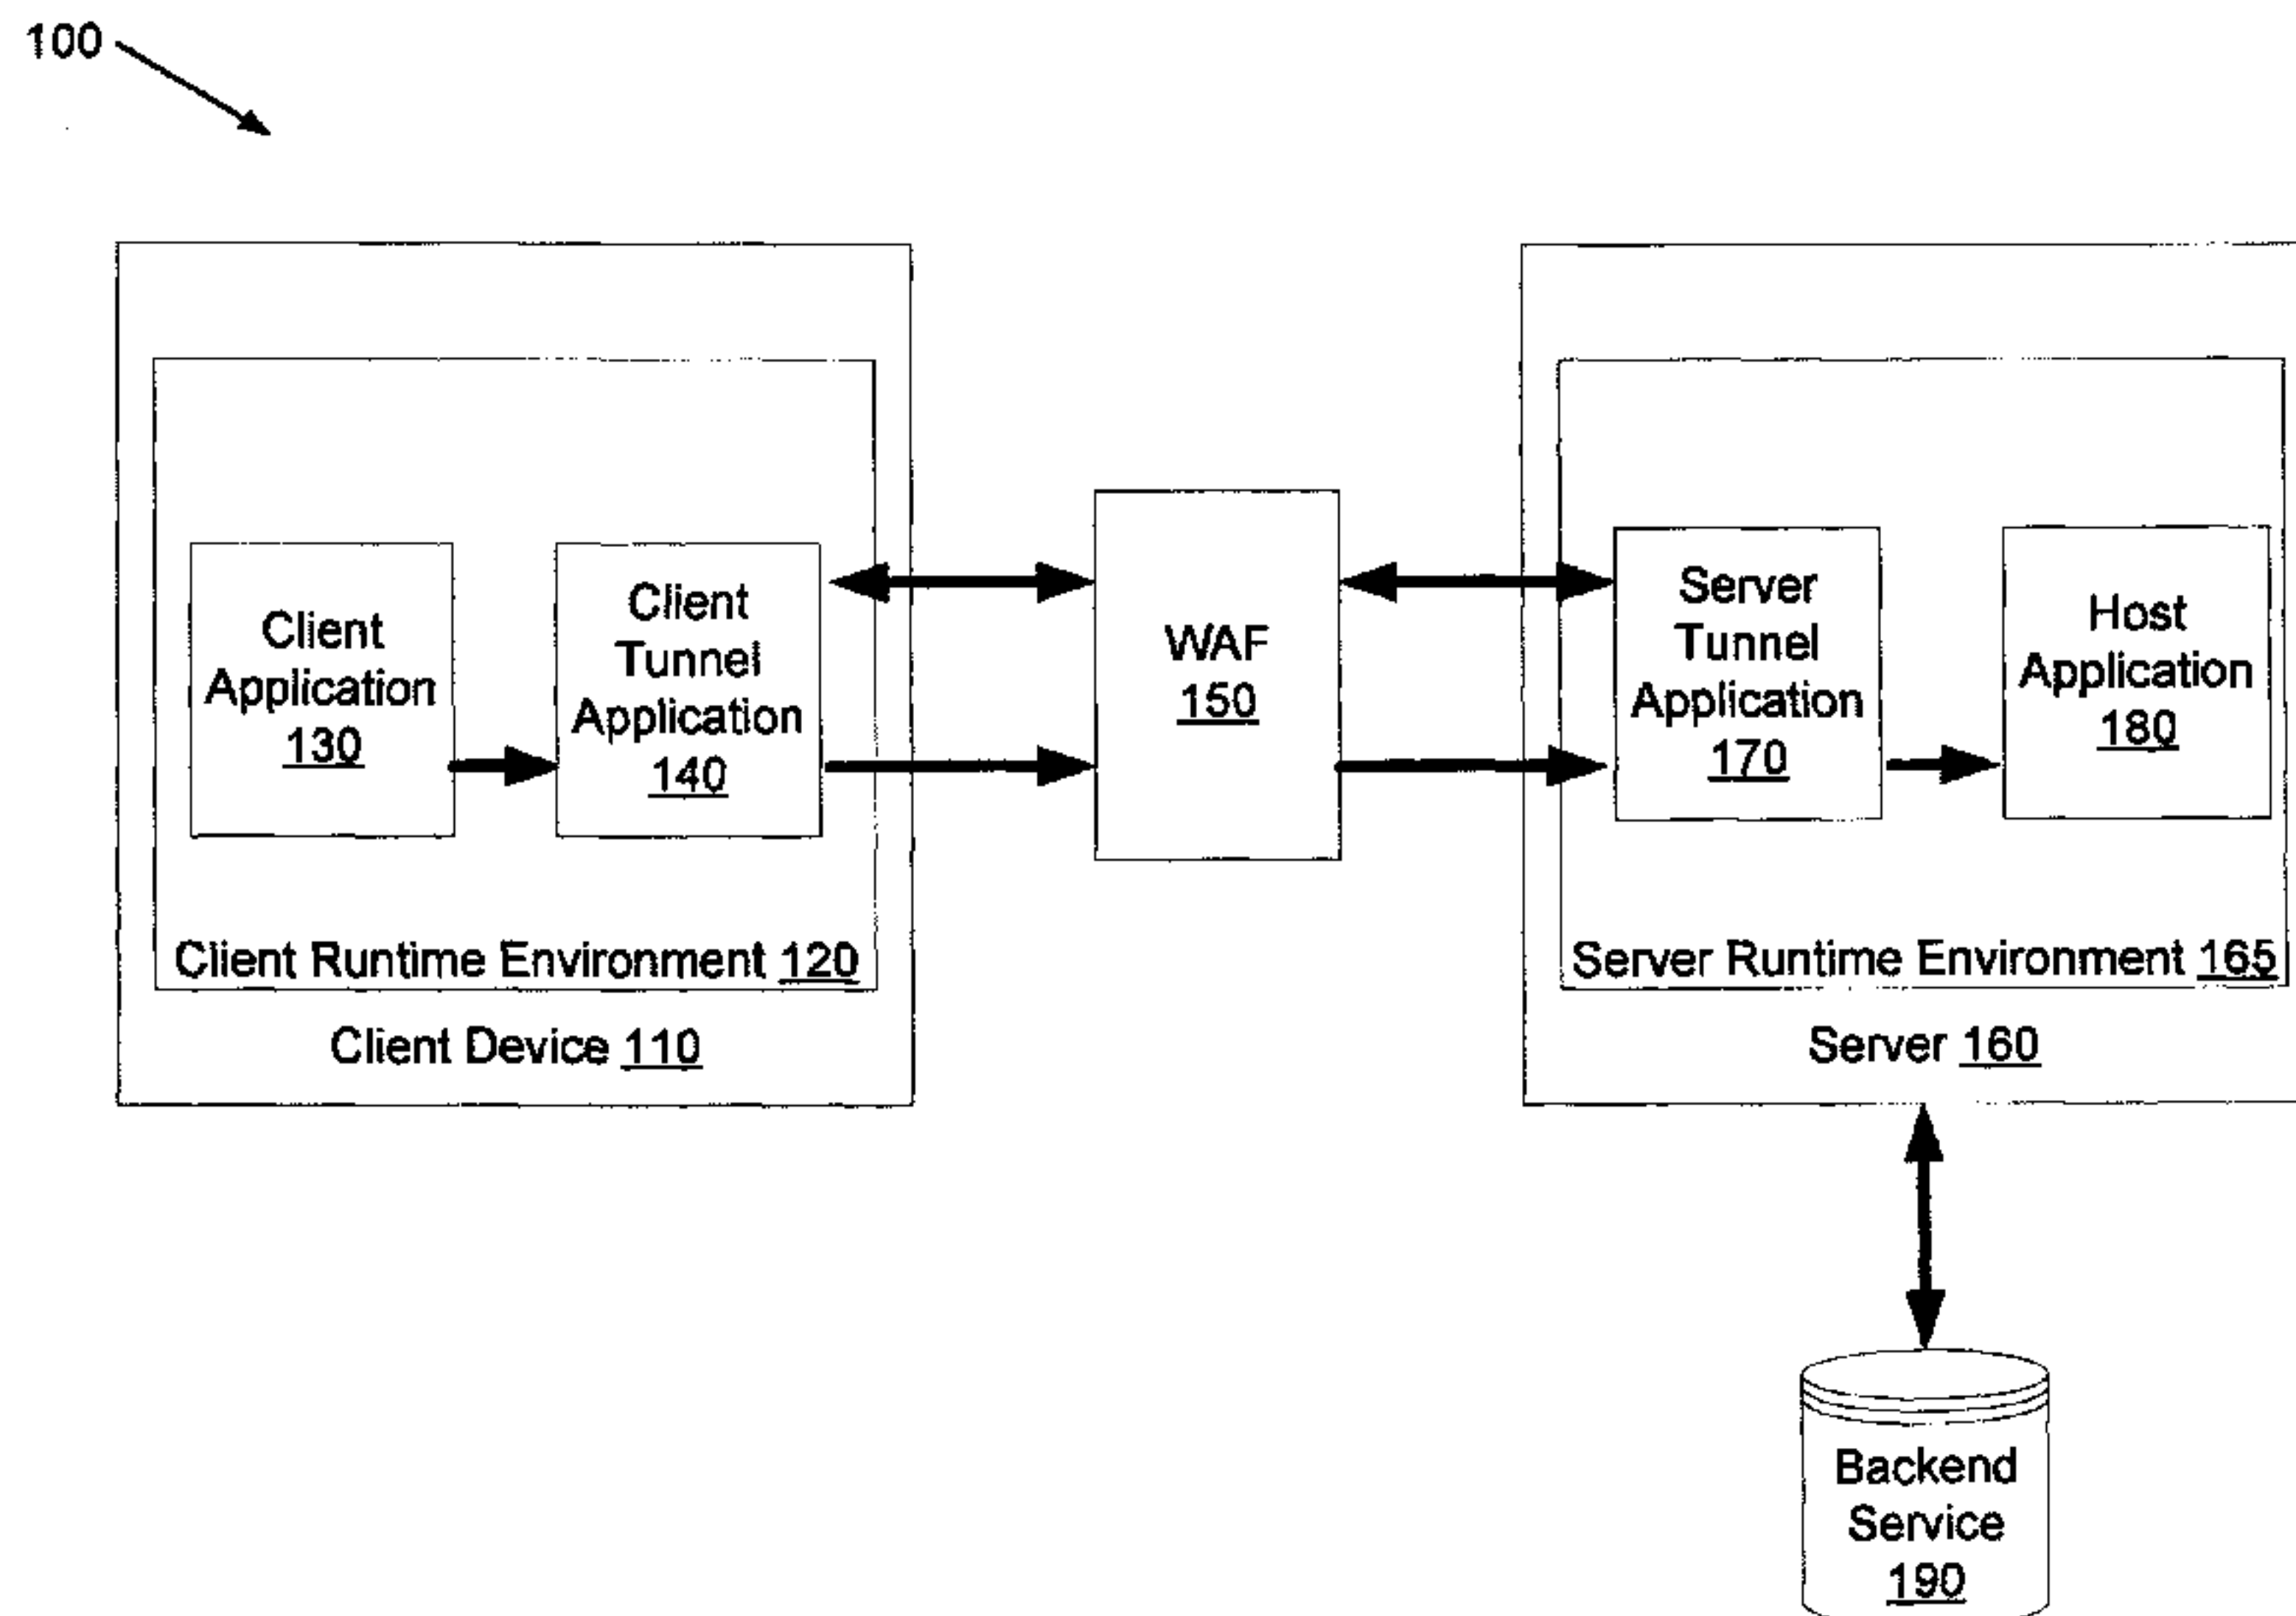 100
Client
Application
130
Client
Tunnel
Application
140
WAF
150
Server
Tunnel
Application
170
Host
Application
180
Client Runtime Environment 120
Server Runtime Environment 165
Client Device 110
Server 160
Backend
Service
190